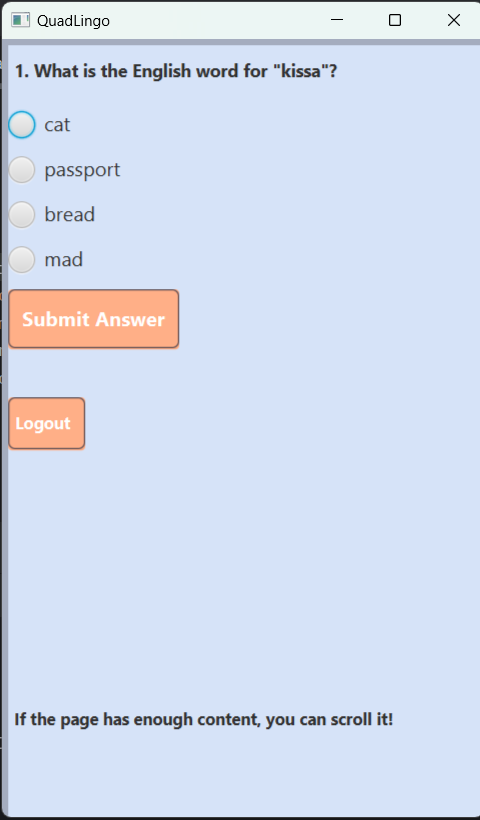 QuadLingo
1. What is the English word for "kissa"?
cat
passport
bread
mad
Submit Answer
Logout
If the page has enough content, you can scroll it!